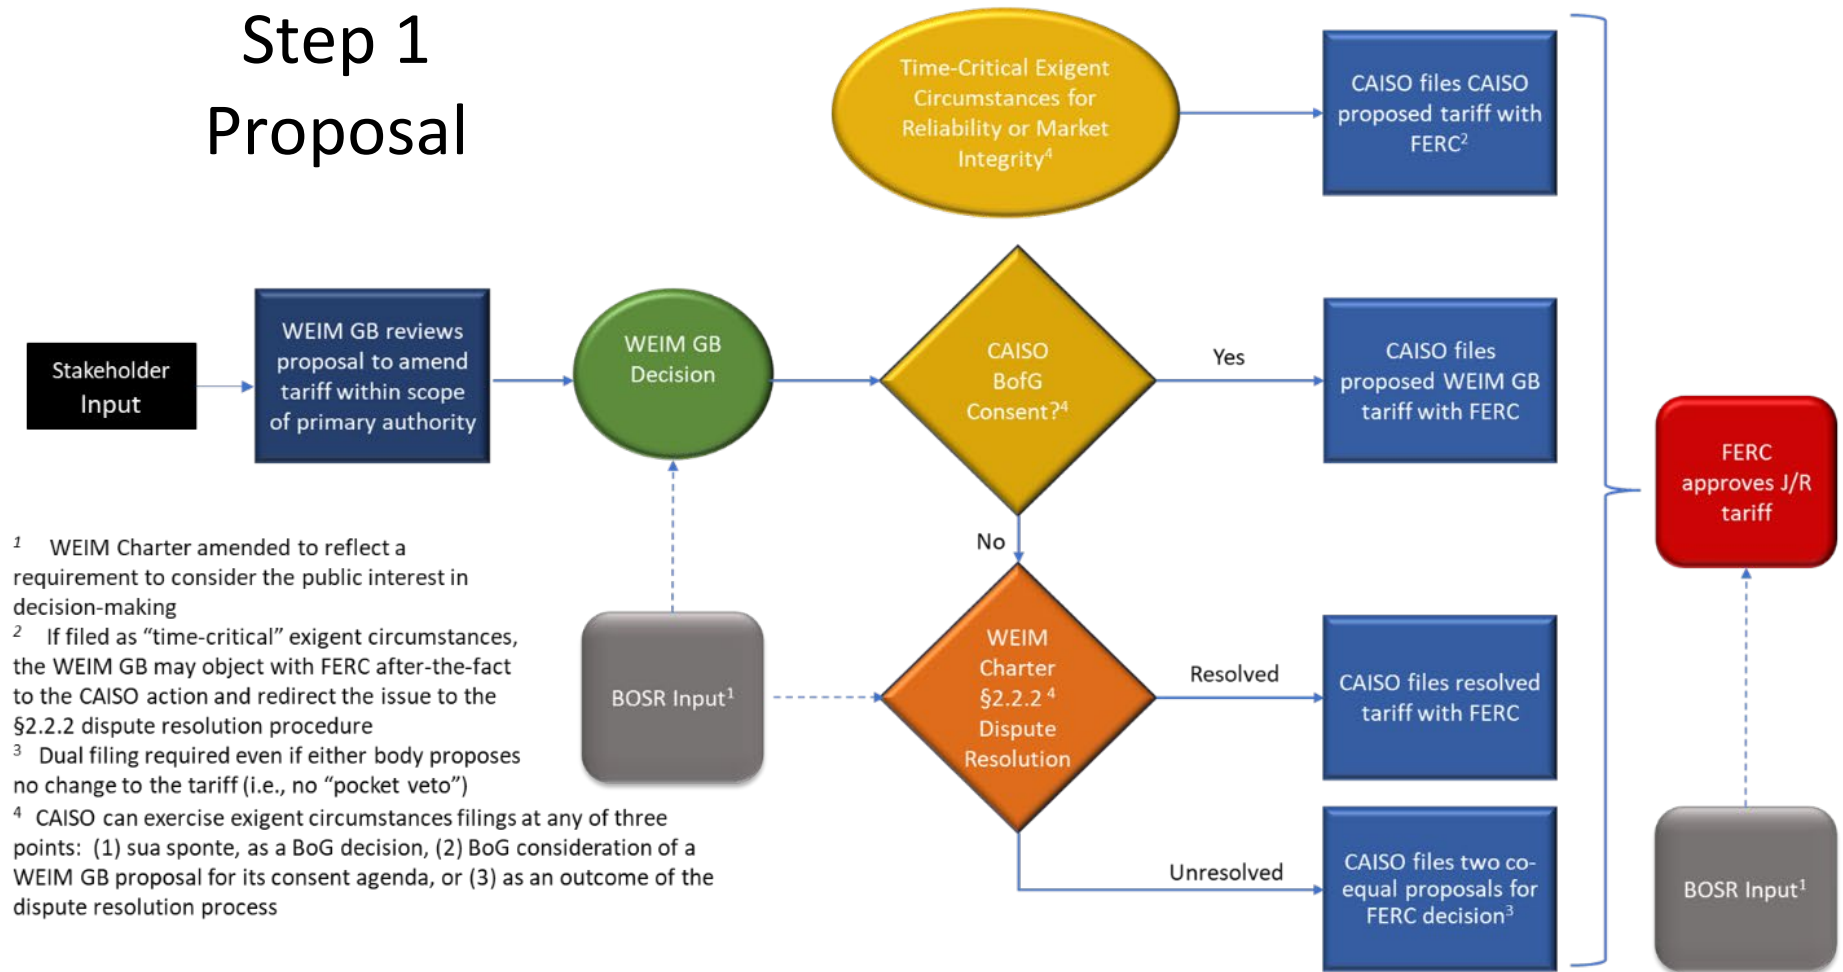 Step 1
Proposal
Time-Critical Exigent
Circumstances for
Reliability or Market
Integrity⁴
CAISO files CAISO
proposed tariff with
FERC²
Stakeholder
Input
WEIM GB reviews
proposal to amend
tariff within scope
of primary authority
WEIM GB
Decision
CAISO
BofG
Consent?⁴
Yes
CAISO files
proposed WEIM GB
tariff with FERC
No
FERC
approves J/R
tariff
BOSR Input¹
WEIM
Charter
§2.2.2 ⁴
Dispute
Resolution
Resolved
CAISO files resolved
tariff with FERC
Unresolved
CAISO files two co-
equal proposals for
FERC decision³
BOSR Input¹
¹ WEIM Charter amended to reflect a
requirement to consider the public interest in
decision-making
² If filed as “time-critical” exigent circumstances,
the WEIM GB may object with FERC after-the-fact
to the CAISO action and redirect the issue to the
§2.2.2 dispute resolution procedure
³ Dual filing required even if either body proposes
no change to the tariff (i.e., no “pocket veto”)
⁴ CAISO can exercise exigent circumstances filings at any of three
points: (1) sua sponte, as a BoG decision, (2) BoG consideration of a
WEIM GB proposal for its consent agenda, or (3) as an outcome of the
dispute resolution process